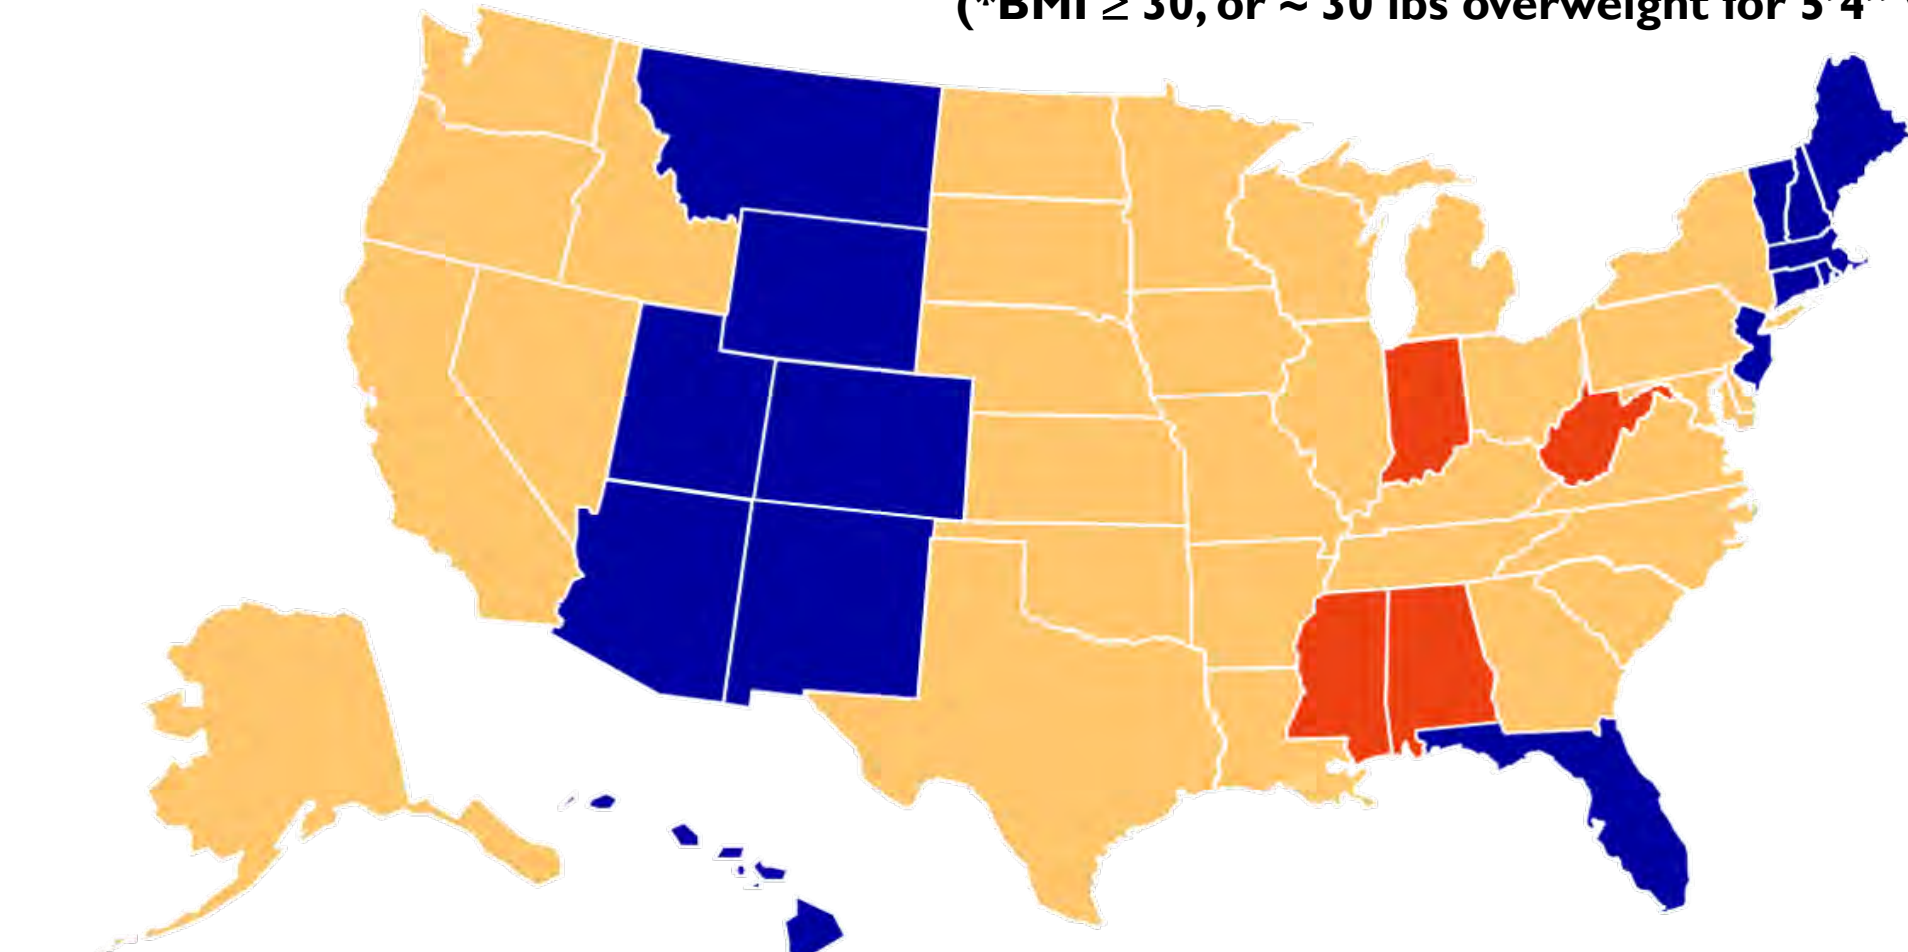 (*BMI ≥ 30, or ~ 30 lbs overweight for 5'4"